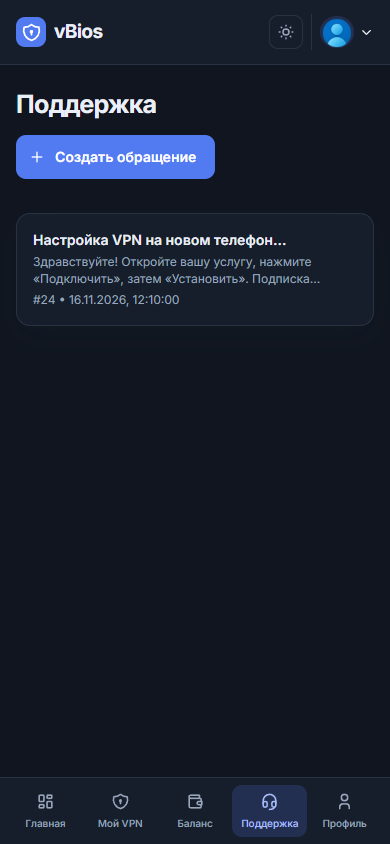 vBios
Поддержка
Создать обращение
Настройка VPN на новом телефон...
Здравствуйте! Откройте вашу услугу, нажмите
«Подключить», затем «Установить». Подписка...
#24 • 16.11.2026, 12:10:00
Главная
Мой VPN
Баланс
Поддержка
Профиль